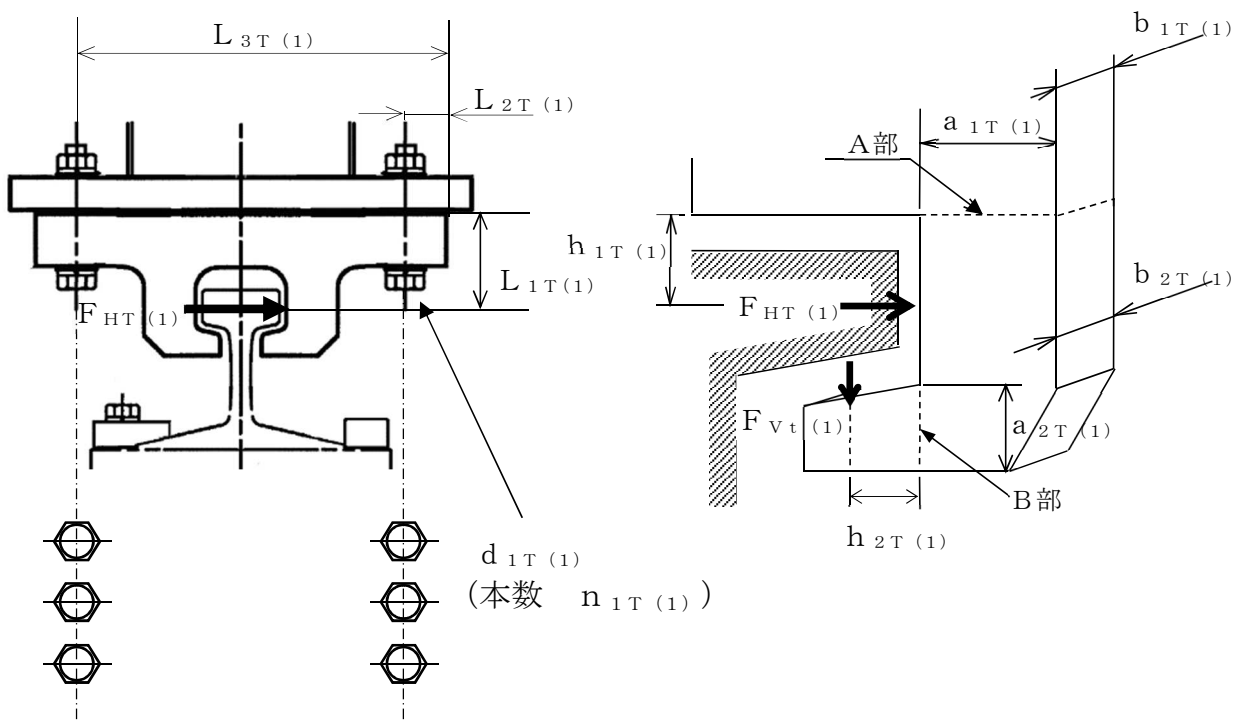 L ３Ｔ（１）
L ２Ｔ（１）
L １Ｔ(１)
F ＨＴ（１）
d １Ｔ（１）
（本数　n １Ｔ（１））
b １Ｔ（１）
a １Ｔ（１）
Ａ部
h １Ｔ（１）
F ＨＴ（１）
b ２Ｔ（１）
F Ｖｔ（１）
a ２Ｔ（１）
Ｂ部
h ２Ｔ（１）